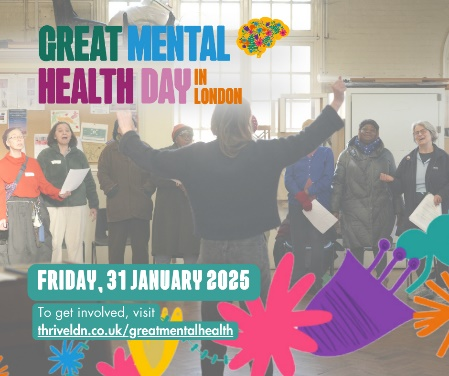 GREAT MENTAL
HEALTH DAY IN
LONDON
FRIDAY, 31 JANUARY 2025
To get involved, visit
thriveldn.co.uk/greatmentalhealth